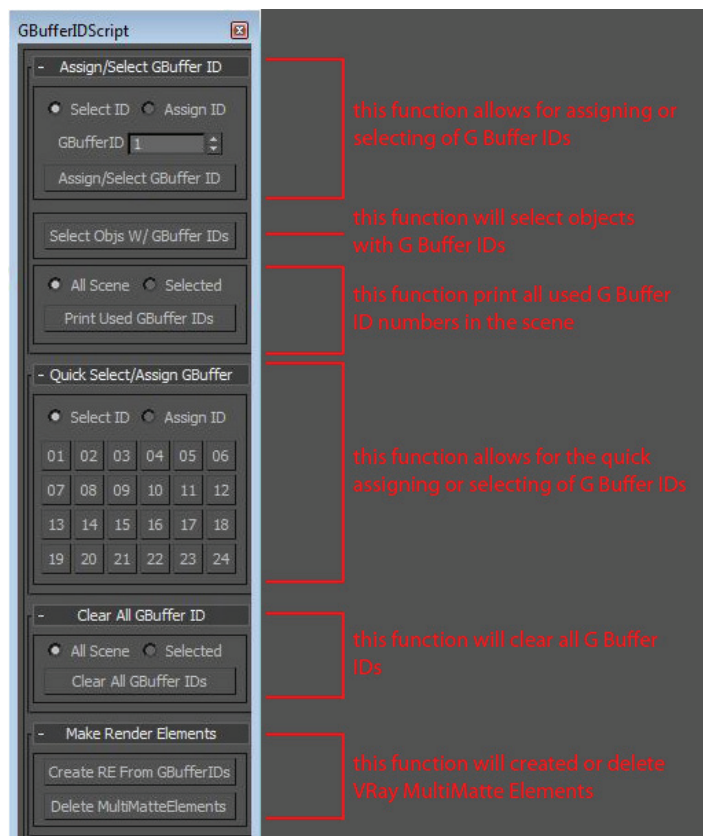 GBufferIDScript
- Assign/Select GBuffer ID
Select ID Assign ID
GBufferID 1
Assign/Select GBuffer ID
this function allows for assigning or
selecting of G Buffer IDs
Select Objs W/ GBuffer IDs
this function will select objects
with G Buffer IDs
All Scene Selected
Print Used GBuffer IDs
this function print all used G Buffer
ID numbers in the scene
- Quick Select/Assign GBuffer
Select ID Assign ID
01 02 03 04 05 06
07 08 09 10 11 12
13 14 15 16 17 18
19 20 21 22 23 24
this function allows for the quick
assigning or selecting of G Buffer IDs
- Clear All GBuffer ID
All Scene Selected
Clear All GBuffer IDs
this function will clear all G Buffer
IDs
- Make Render Elements
Create RE From GBufferIDs
Delete MultiMatteElements
this function will created or delete
VRay MultiMatte Elements